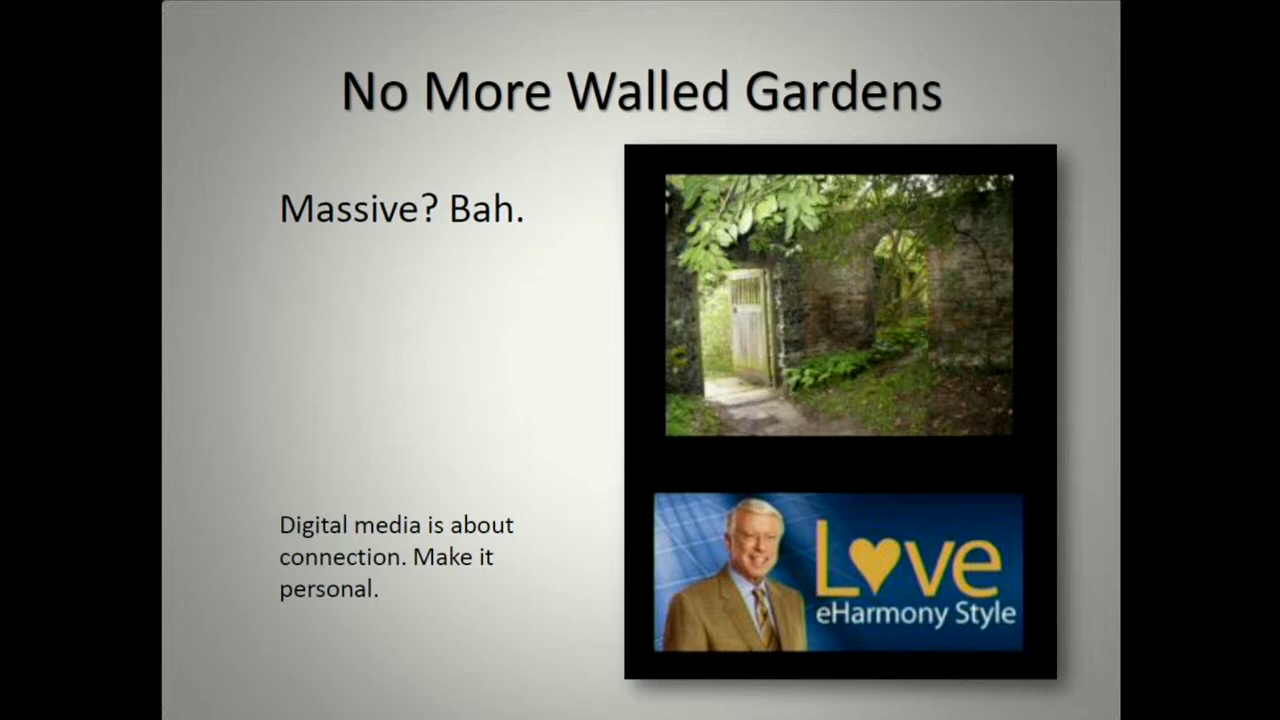 No More Walled Gardens
Massive? Bah.
Digital media is about
connection. Make it
personal.
Love
eHarmony Style